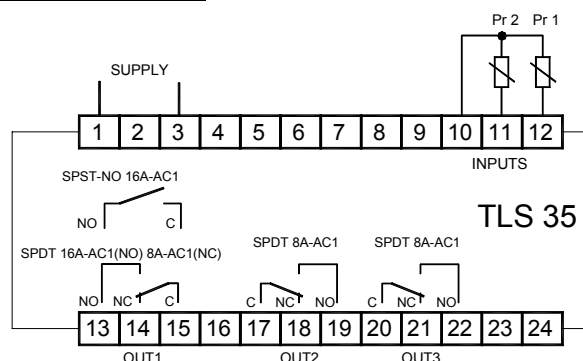 Pr 2 Pr 1
SUPPLY
1 2 3 4 5 6 7 8 9 10 11 12
INPUTS
SPST-NO 16A-AC1
NO C
TLS 35
SPDT 16A-AC1(NO) 8A-AC1(NC) SPDT 8A-AC1 SPDT 8A-AC1
NO NC C C NC NO C NC NO
13 14 15 16 17 18 19 20 21 22 23 24
OUT1 OUT2 OUT3